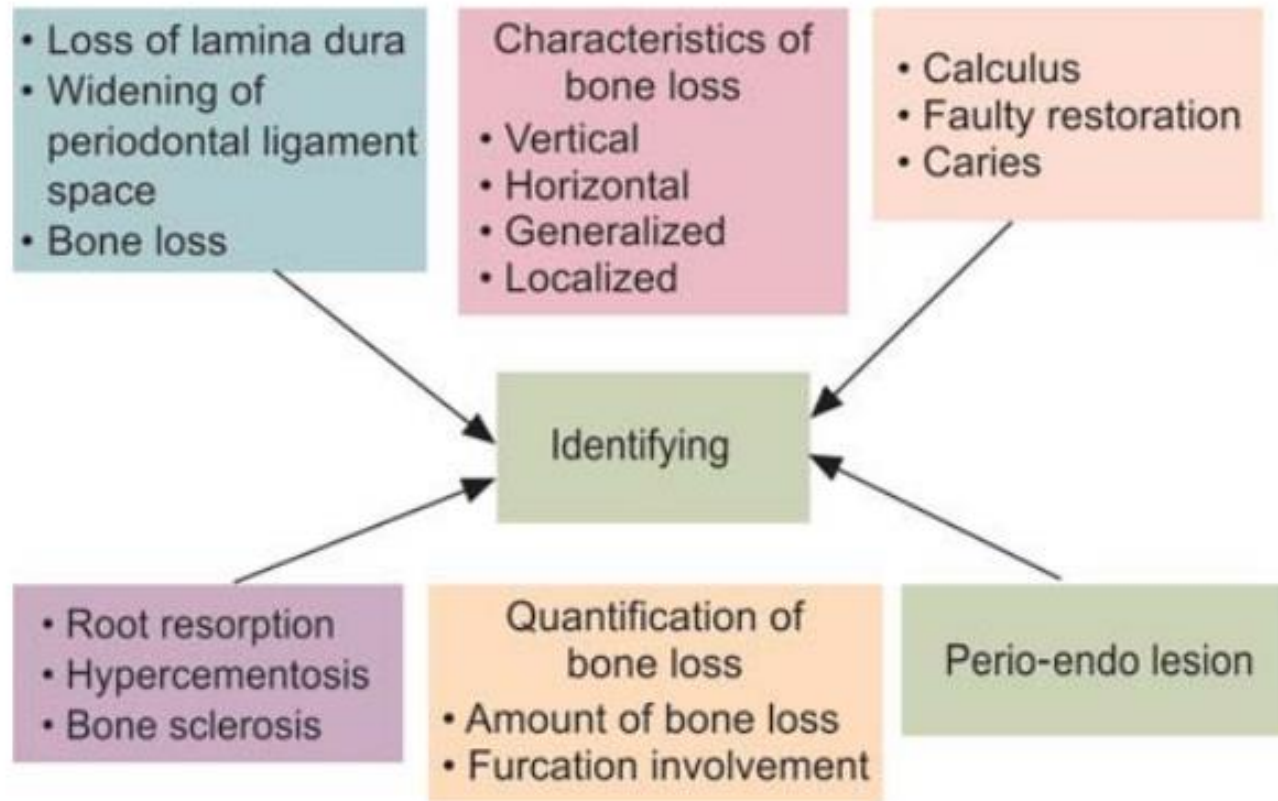 • Loss of lamina dura
• Widening of
periodontal ligament
space
• Bone loss
Characteristics of
bone loss
• Vertical
• Horizontal
• Generalized
• Localized
• Calculus
• Faulty restoration
• Caries
Identifying
• Root resorption
• Hypercementosis
• Bone sclerosis
Quantification of
bone loss
• Amount of bone loss
• Furcation involvement
Perio-endo lesion